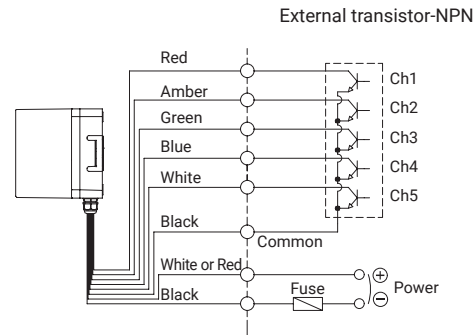 External transistor-NPN
Red
Ch1
Amber
Ch2
Green
Ch3
Blue
Ch4
White
Ch5
Black
Common
White or Red
Black
Fuse
+
Power
−